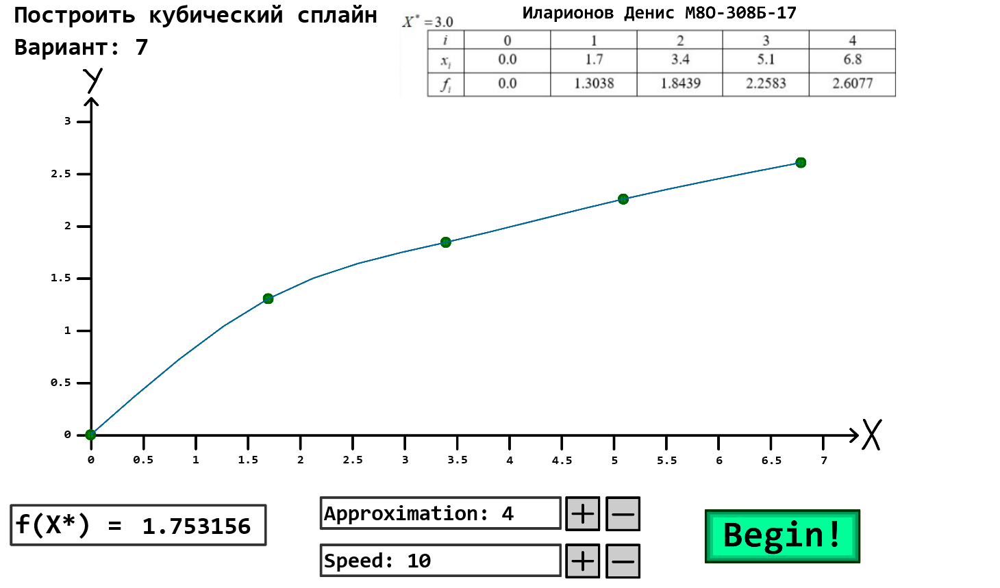 Построить кубический сплайн
Вариант: 7
Иларионов Денис М8О-308Б-17
X* = 3.0
i 0 1 2 3 4
xᵢ 0.0 1.7 3.4 5.1 6.8
fᵢ 0.0 1.3038 1.8439 2.2583 2.6077
Y
3
2.5
2
1.5
1
0.5
0
0 0.5 1 1.5 2 2.5 3 3.5 4 4.5 5 5.5 6 6.5 7
X
f(X*) = 1.753156
Approximation: 4
+ −
Speed: 10
+ −
Begin!